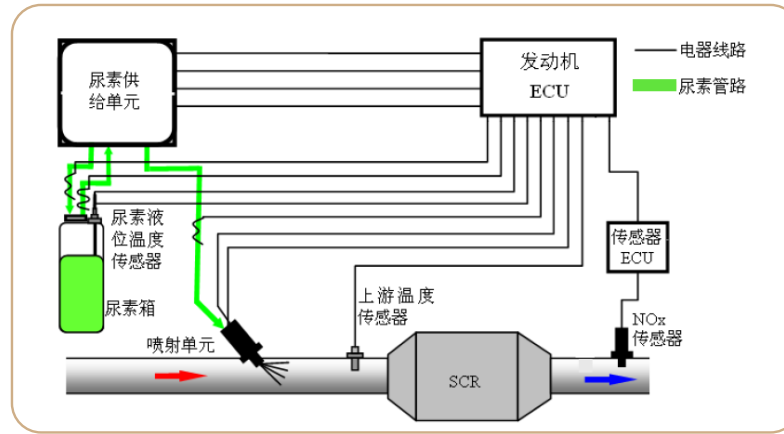 尿素供
给单元
发动机
ECU
电器线路
尿素管路
尿素液
位温度
传感器
尿素箱
传感器
ECU
上游温度
传感器
NOx
传感器
喷射单元
SCR